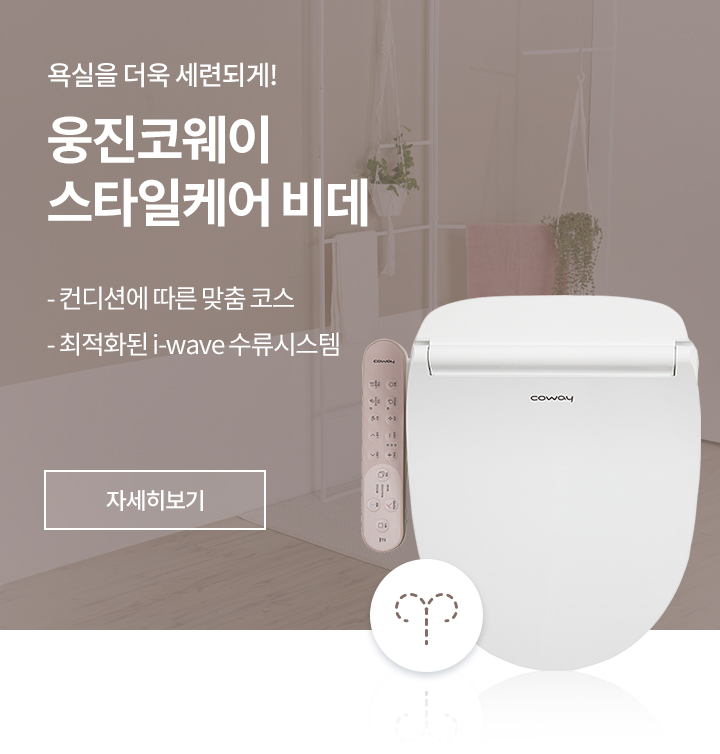 욕실을 더욱 세련되게!
웅진코웨이
스타일케어 비데
- 컨디션에 따른 맞춤 코스
- 최적화된 i-wave 수류시스템
자세히보기
coway
coway